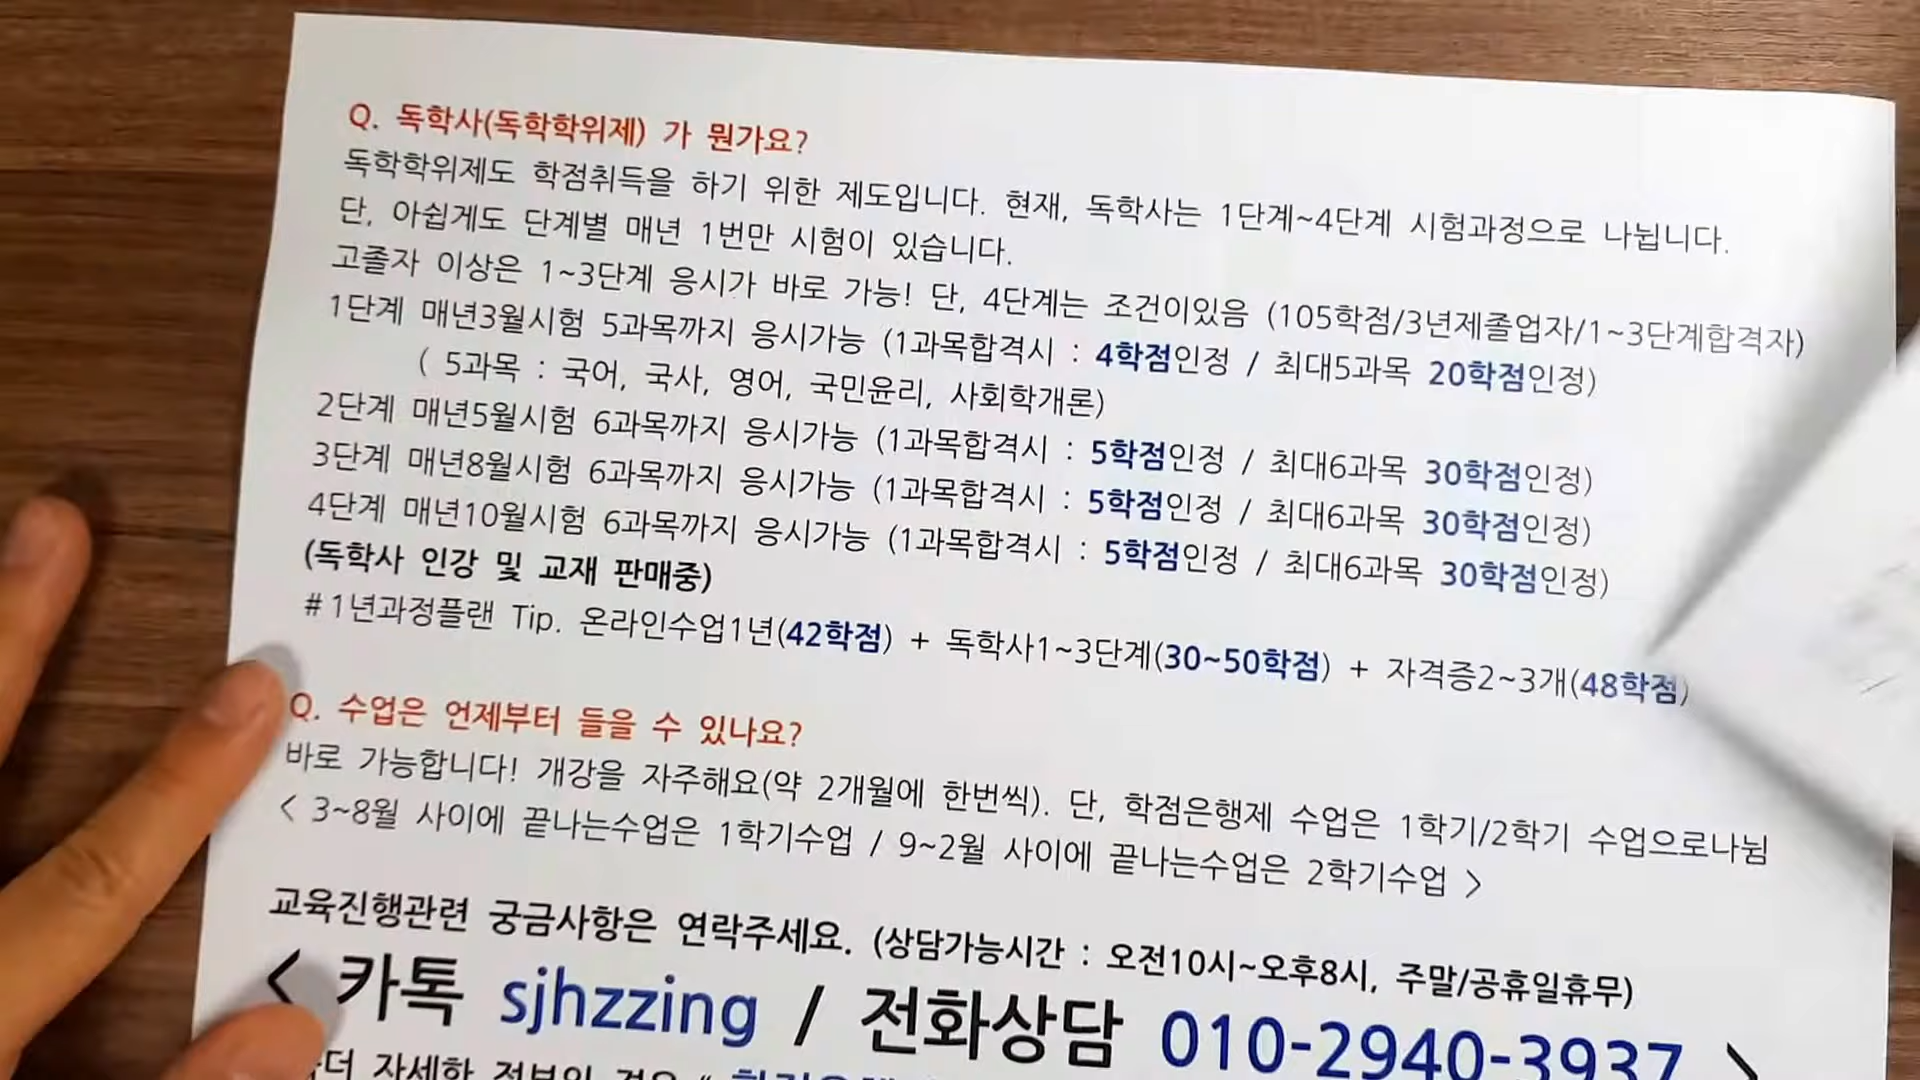 Q. 독학사(독학학위제) 가 뭔가요?
독학학위제도 학점취득을 하기 위한 제도입니다. 현재, 독학사는 1단계~4단계 시험과정으로 나뉩니다.
단, 아쉽게도 단계별 매년 1번만 시험이 있습니다.
고졸자 이상은 1~3단계 응시가 바로 가능! 단, 4단계는 조건이있음 (105학점/3년제졸업자/1~3단계합격자)
1단계 매년3월시험 5과목까지 응시가능 (1과목합격시 : 4학점인정 / 최대5과목 20학점인정)
( 5과목 : 국어, 국사, 영어, 국민윤리, 사회학개론)
2단계 매년5월시험 6과목까지 응시가능 (1과목합격시 : 5학점인정 / 최대6과목 30학점인정)
3단계 매년8월시험 6과목까지 응시가능 (1과목합격시 : 5학점인정 / 최대6과목 30학점인정)
4단계 매년10월시험 6과목까지 응시가능 (1과목합격시 : 5학점인정 / 최대6과목 30학점인정)
(독학사 인강 및 교재 판매중)
#1년과정플랜 Tip. 온라인수업1년(42학점) + 독학사1~3단계(30~50학점) + 자격증2~3개(48학점)
Q. 수업은 언제부터 들을 수 있나요?
바로 가능합니다! 개강을 자주해요(약 2개월에 한번씩). 단, 학점은행제 수업은 1학기/2학기 수업으로나뉨
< 3~8월 사이에 끝나는수업은 1학기수업 / 9~2월 사이에 끝나는수업은 2학기수업 >
교육진행관련 궁금사항은 연락주세요. (상담가능시간 : 오전10시~오후8시, 주말/공휴일휴무)
< 카톡 sjhzzing / 전화상담 010-2940-3937 >
자세한 정보의 경우 "